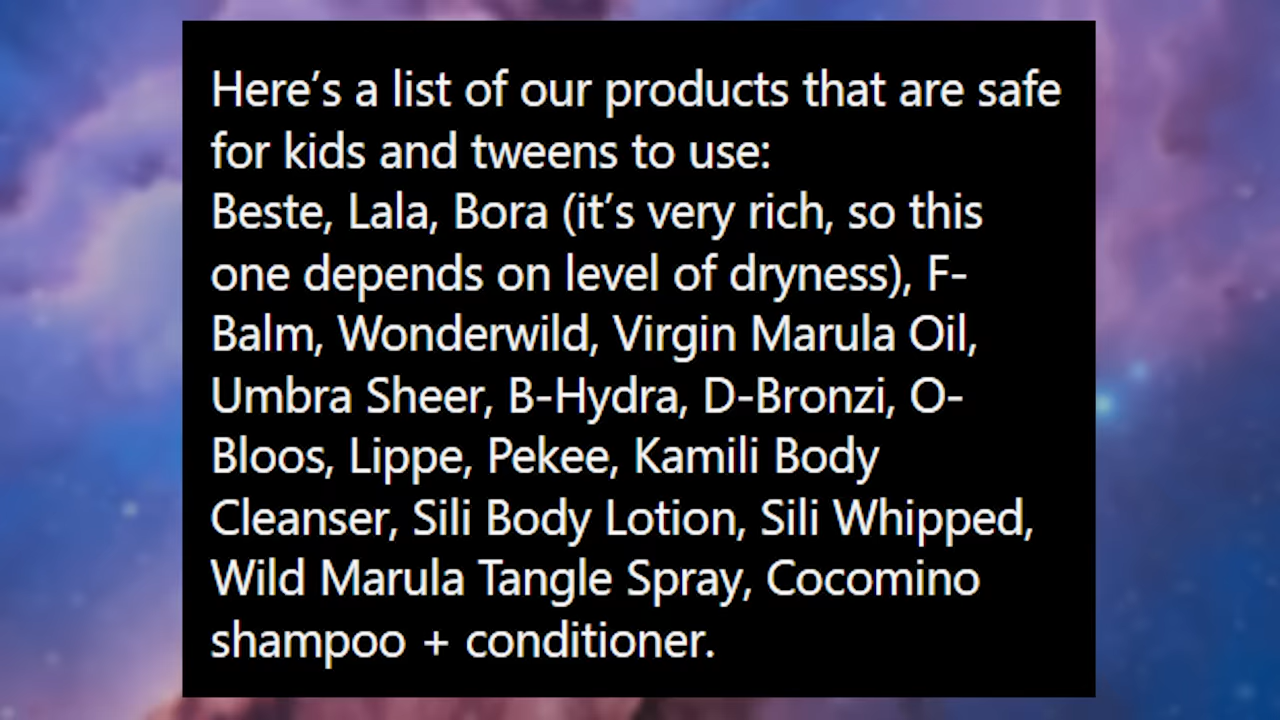 Here’s a list of our products that are safe
for kids and tweens to use:
Beste, Lala, Bora (it’s very rich, so this
one depends on level of dryness), F-
Balm, Wonderwild, Virgin Marula Oil,
Umbra Sheer, B-Hydra, D-Bronzi, O-
Bloos, Lippe, Pekee, Kamili Body
Cleanser, Sili Body Lotion, Sili Whipped,
Wild Marula Tangle Spray, Cocomino
shampoo + conditioner.